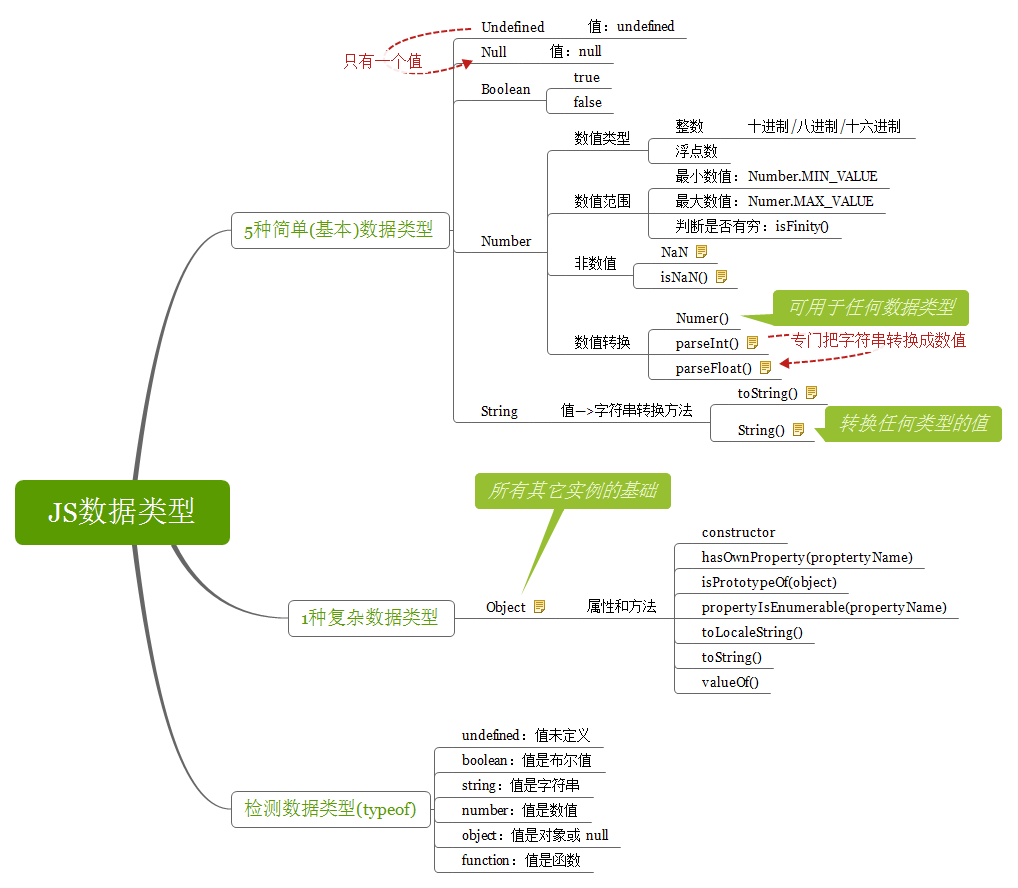 JS数据类型
5种简单(基本)数据类型
Undefined 值：undefined
只有一个值
Null 值：null
Boolean
true
false
Number
数值类型
整数 十进制/八进制/十六进制
浮点数
数值范围
最小数值：Number.MIN_VALUE
最大数值：Numer.MAX_VALUE
判断是否有穷：isFinity()
非数值
NaN
isNaN()
数值转换
Numer()
可用于任何数据类型
parseInt()
专门把字符串转换成数值
parseFloat()
String 值—>字符串转换方法
toString()
String()
转换任何类型的值
1种复杂数据类型
所有其它实例的基础
Object 属性和方法
constructor
hasOwnProperty(proptertyName)
isPrototypeOf(object)
propertyIsEnumerable(propertyName)
toLocaleString()
toString()
valueOf()
检测数据类型(typeof)
undefined：值未定义
boolean：值是布尔值
string：值是字符串
number：值是数值
object：值是对象或 null
function：值是函数